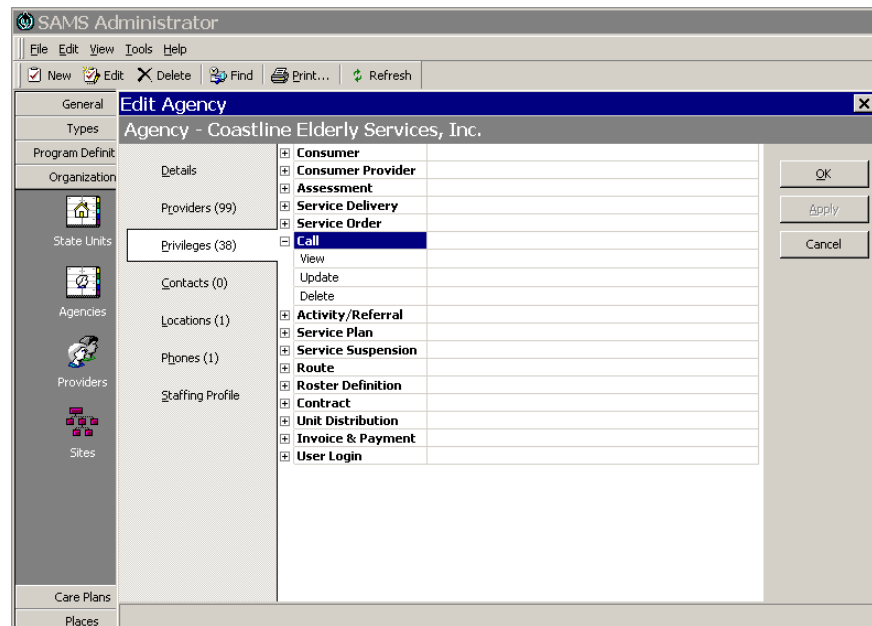 SAMS Administrator
File Edit View Tools Help
New Edit Delete Find Print... Refresh
General
Types
Program Definit
Organization
State Units
Agencies
Providers
Sites
Care Plans
Places
Edit Agency
Agency - Coastline Elderly Services, Inc.
Details
Providers (99)
Privileges (38)
Contacts (0)
Locations (1)
Phones (1)
Staffing Profile
Consumer
Consumer Provider
Assessment
Service Delivery
Service Order
Call
View
Update
Delete
Activity/Referral
Service Plan
Service Suspension
Route
Roster Definition
Contract
Unit Distribution
Invoice & Payment
User Login
OK
Apply
Cancel